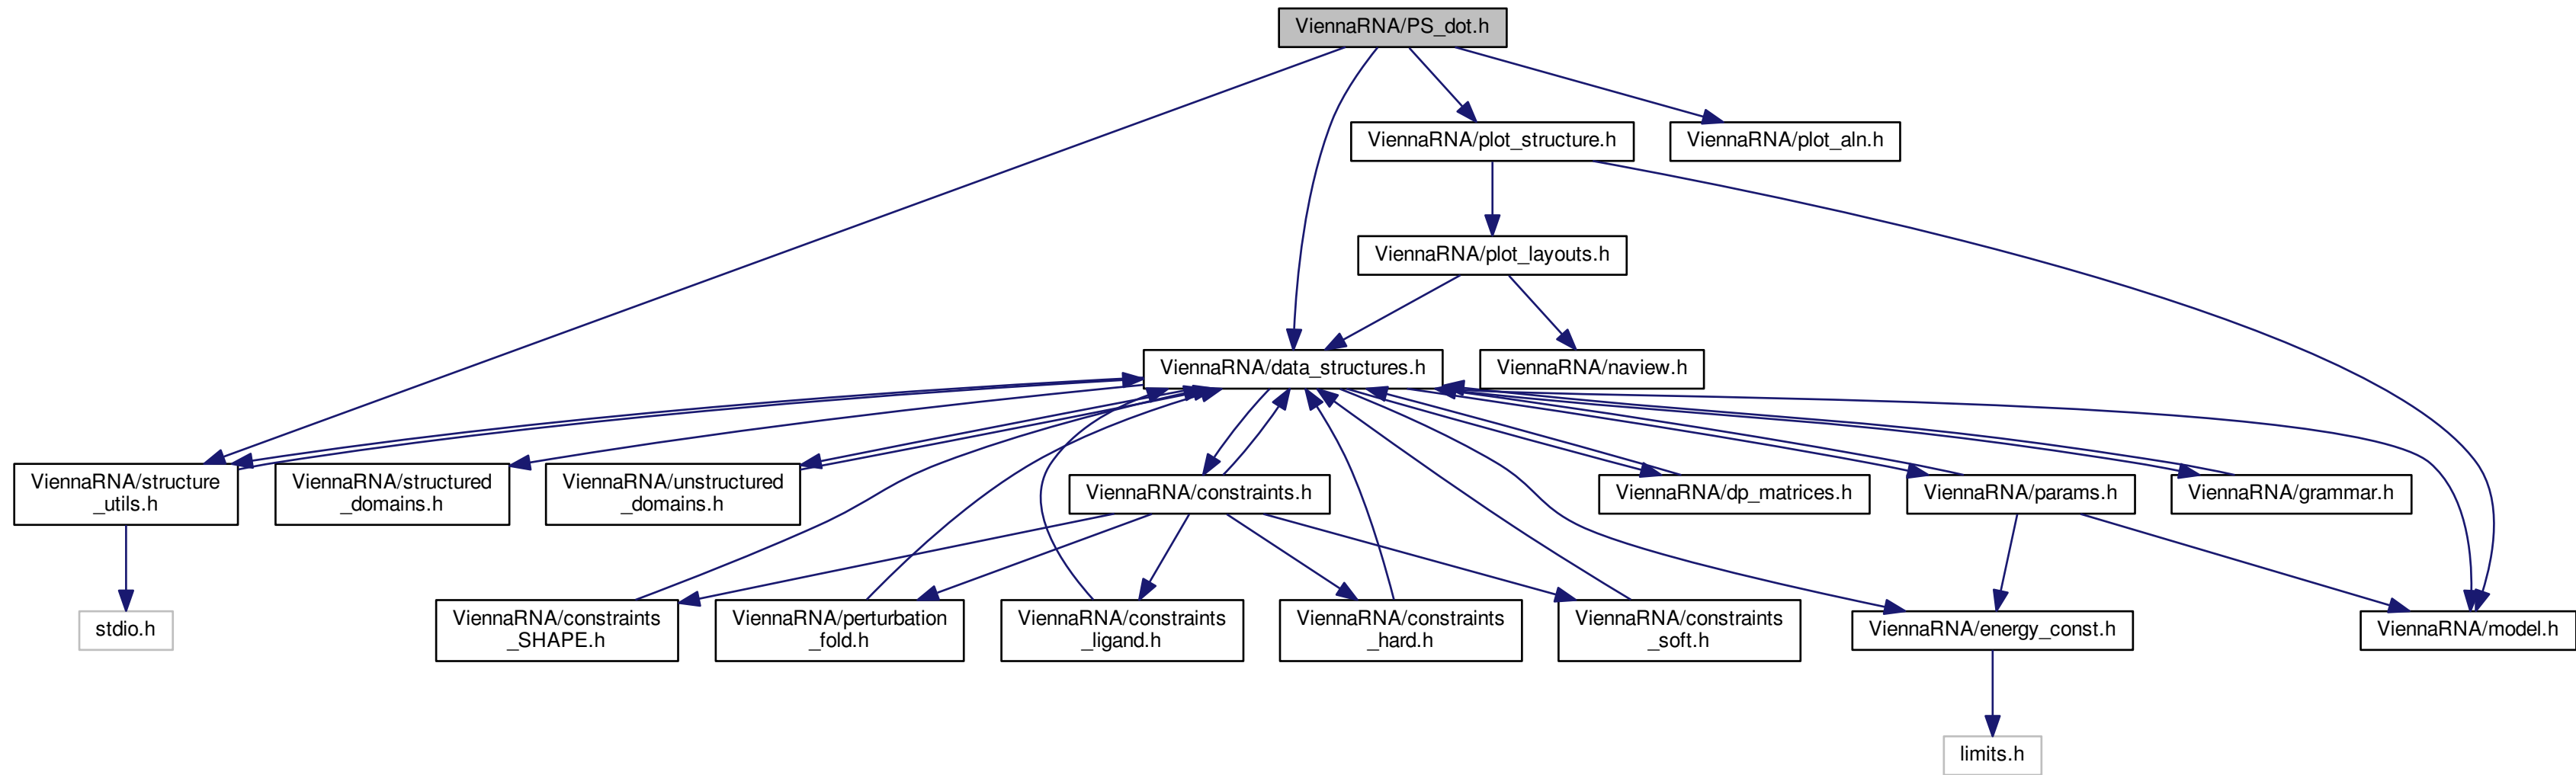 ViennaRNA/PS_dot.h
ViennaRNA/plot_structure.h
ViennaRNA/plot_aln.h
ViennaRNA/plot_layouts.h
ViennaRNA/data_structures.h
ViennaRNA/naview.h
ViennaRNA/structure
_utils.h
ViennaRNA/structured
_domains.h
ViennaRNA/unstructured
_domains.h
ViennaRNA/constraints.h
ViennaRNA/dp_matrices.h
ViennaRNA/params.h
ViennaRNA/grammar.h
stdio.h
ViennaRNA/constraints
_SHAPE.h
ViennaRNA/perturbation
_fold.h
ViennaRNA/constraints
_ligand.h
ViennaRNA/constraints
_hard.h
ViennaRNA/constraints
_soft.h
ViennaRNA/energy_const.h
ViennaRNA/model.h
limits.h